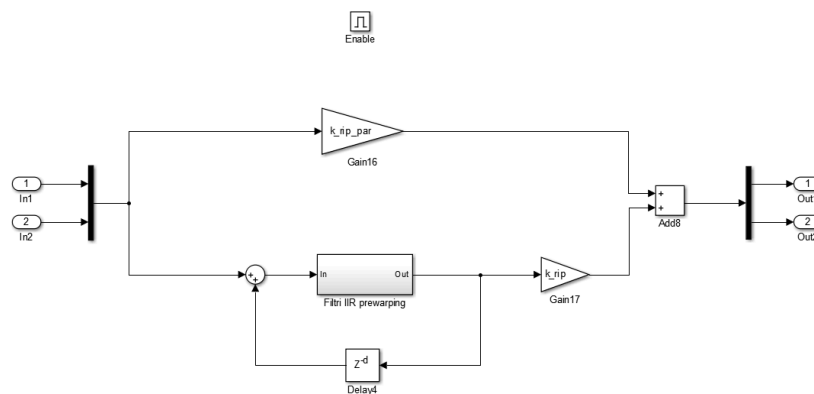 Enable
k_rip_par
Gain16
1
In1
2
In2
+
+
Add8
1
Out1
2
Out2
+
+
In
Out
Filtri IIR prewarping
k_rip
Gain17
Z-d
Delay4